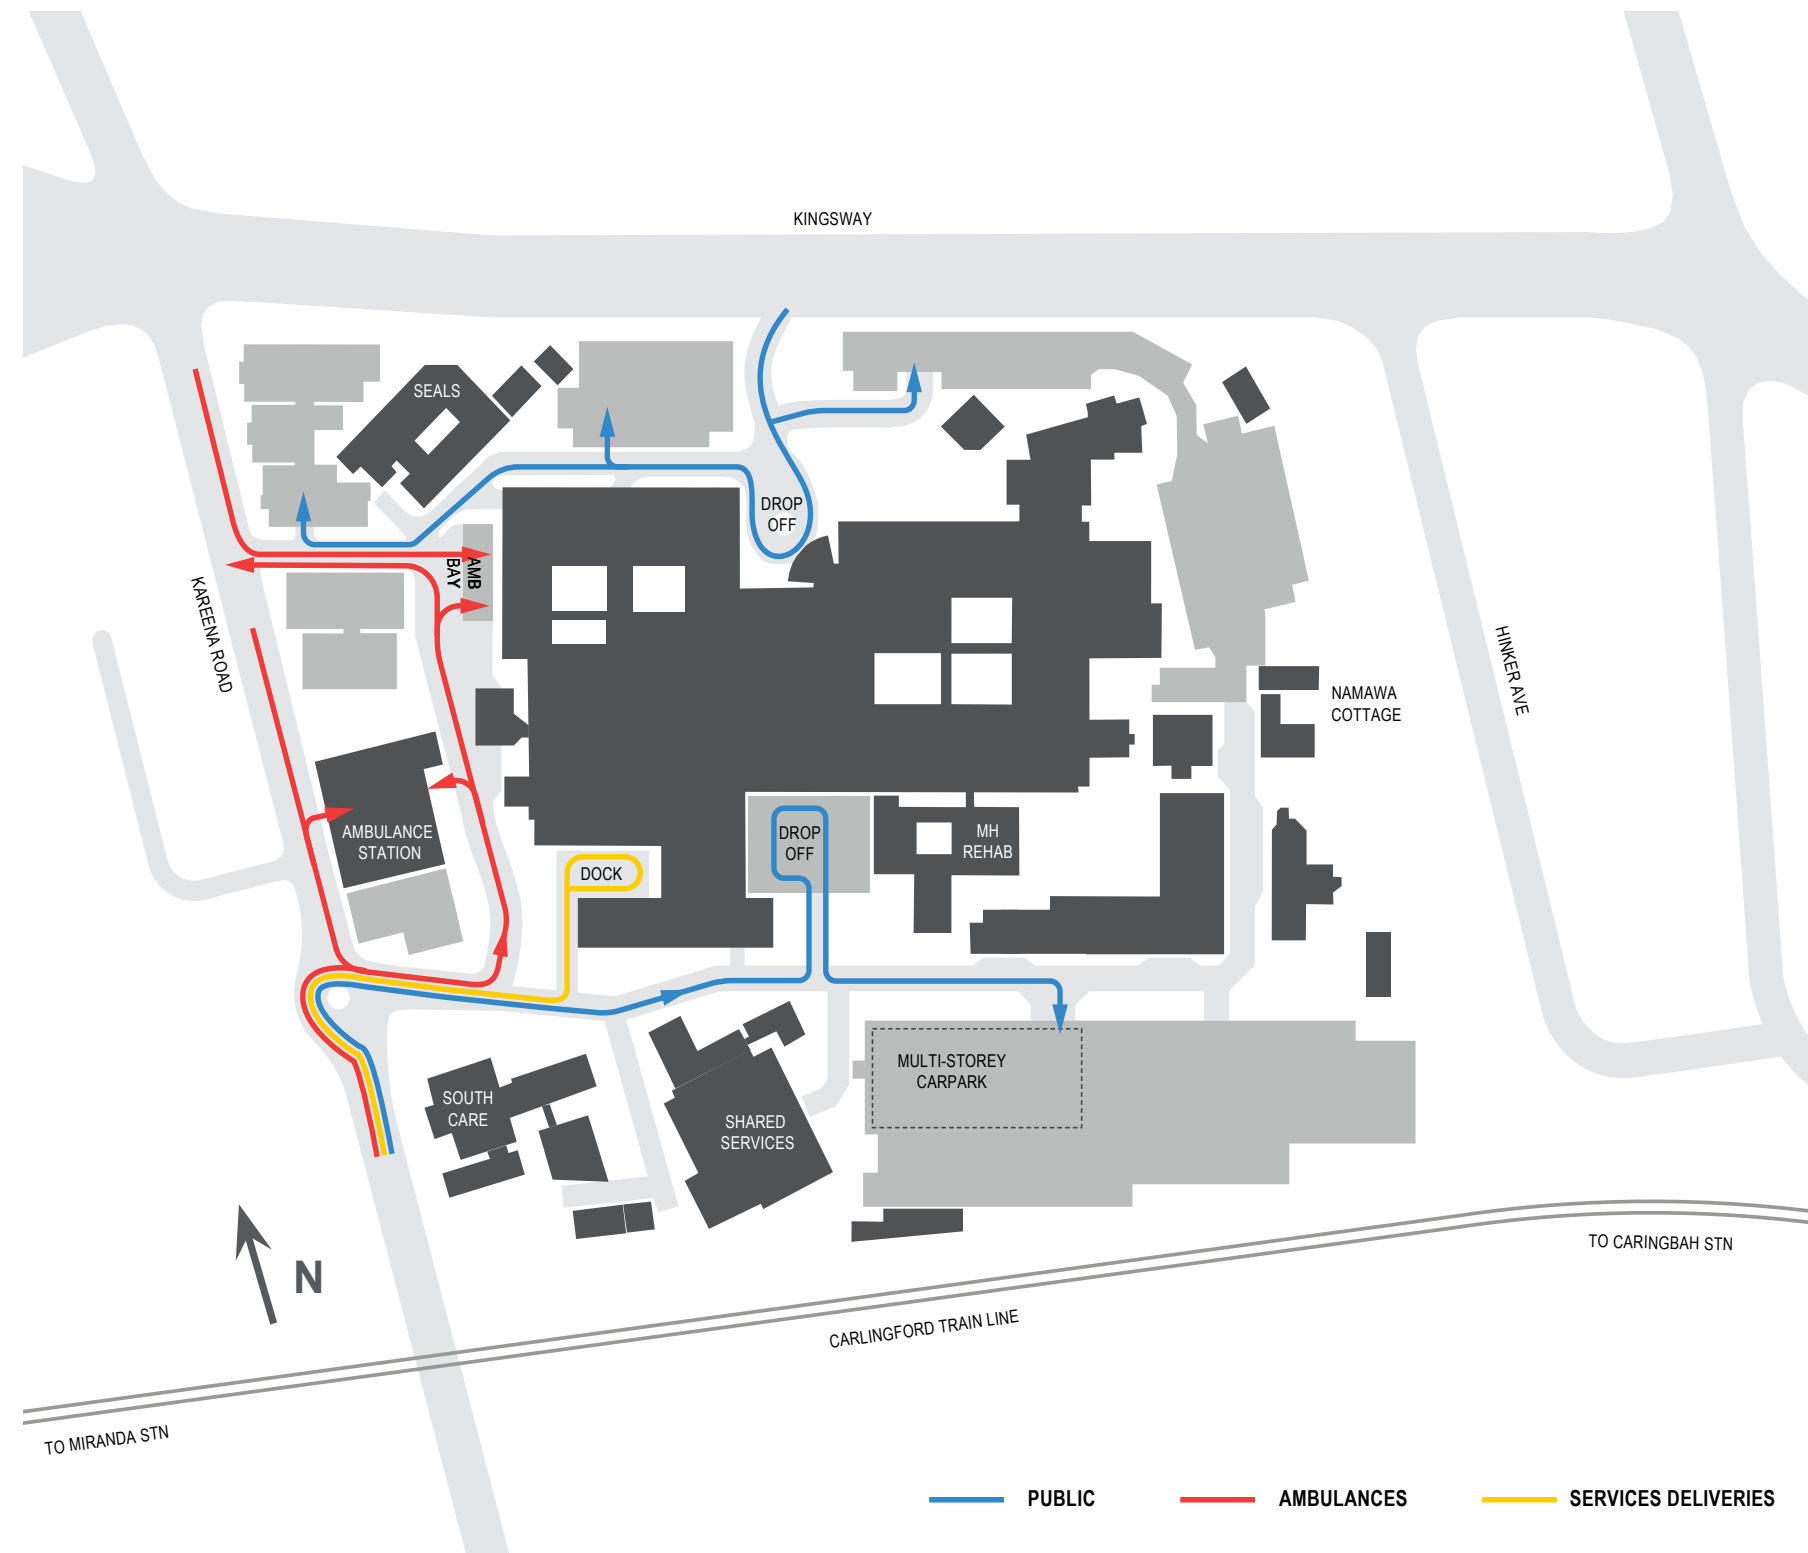 KINGSWAY
SEALS
DROP
OFF
AMB
BAY
KAREENA ROAD
HINKER AVE
NAMAWA
COTTAGE
AMBULANCE
STATION
DROP
OFF
MH
REHAB
DOCK
MULTI-STOREY
CARPARK
SOUTH
CARE
SHARED
SERVICES
N
TO CARINGBAH STN
CARLINGFORD TRAIN LINE
TO MIRANDA STN
PUBLIC
AMBULANCES
SERVICES DELIVERIES